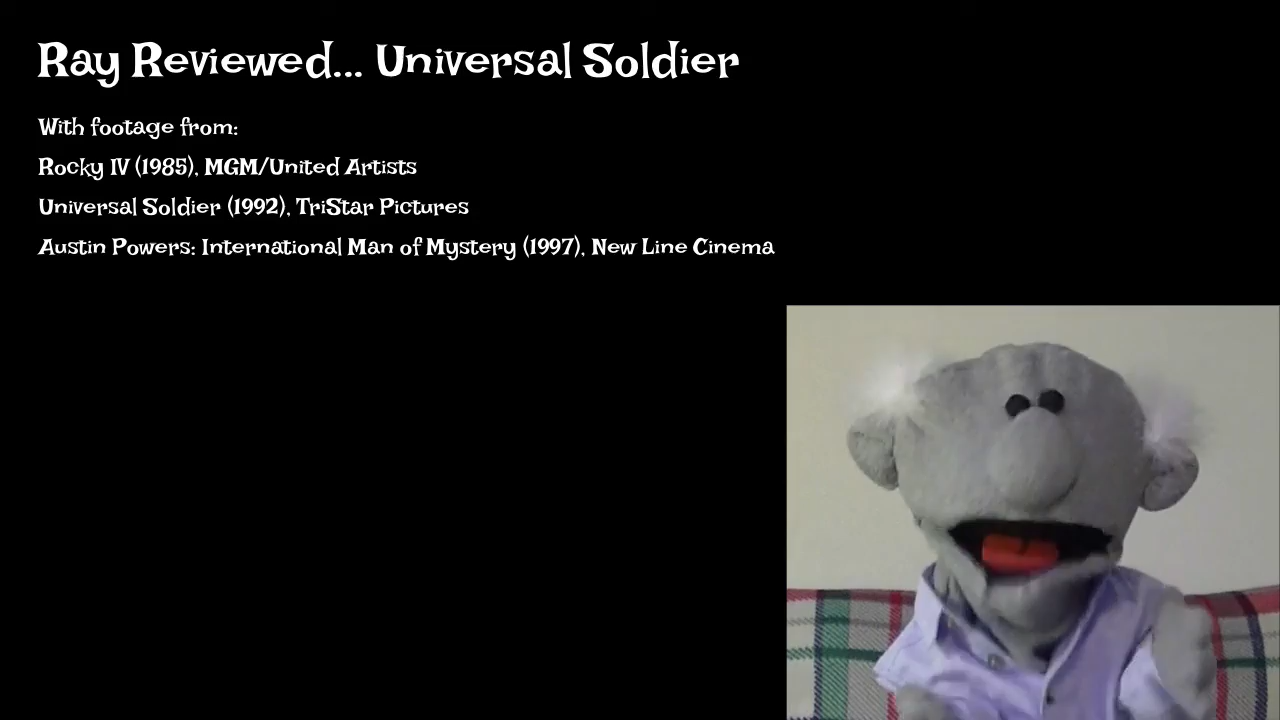 Ray Reviewed... Universal Soldier
With footage from:
Rocky IV (1985), MGM/United Artists
Universal Soldier (1992), TriStar Pictures
Austin Powers: International Man of Mystery (1997), New Line Cinema